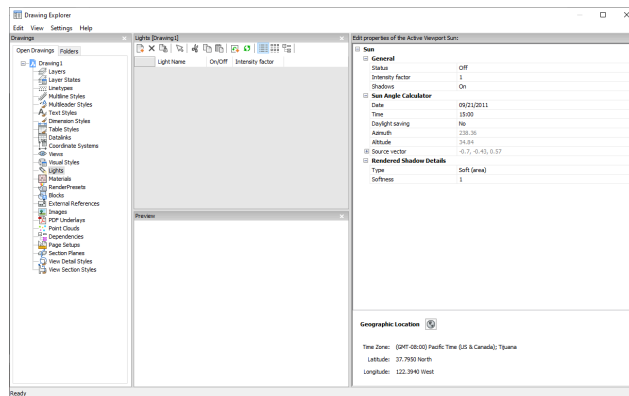 Drawing Explorer
Edit View Settings Help
Drawings
Open Drawings Folders
Drawing1
Layers
Layer States
Linetypes
Multiline Styles
Multileader Styles
Text Styles
Dimension Styles
Table Styles
Datalinks
Coordinate Systems
Views
Visual Styles
Lights
Materials
RenderPresets
Blocks
External References
Images
PDF Underlays
Point Clouds
Dependencies
Page Setups
Section Planes
View Detail Styles
View Section Styles
Lights [Drawing1]
Light Name On/Off Intensity factor
Preview
Edit properties of the Active Viewport Sun:
Sun
General
Status Off
Intensity factor 1
Shadows On
Sun Angle Calculator
Date 09/21/2011
Time 15:00
Daylight saving No
Azimuth 238.36
Altitude 34.84
Source vector -0.7, -0.43, 0.57
Rendered Shadow Details
Type Soft (area)
Softness 1
Geographic Location
Time Zone: (GMT-08:00) Pacific Time (US & Canada); Tijuana
Latitude: 37.7950 North
Longitude: 122.3940 West
Ready